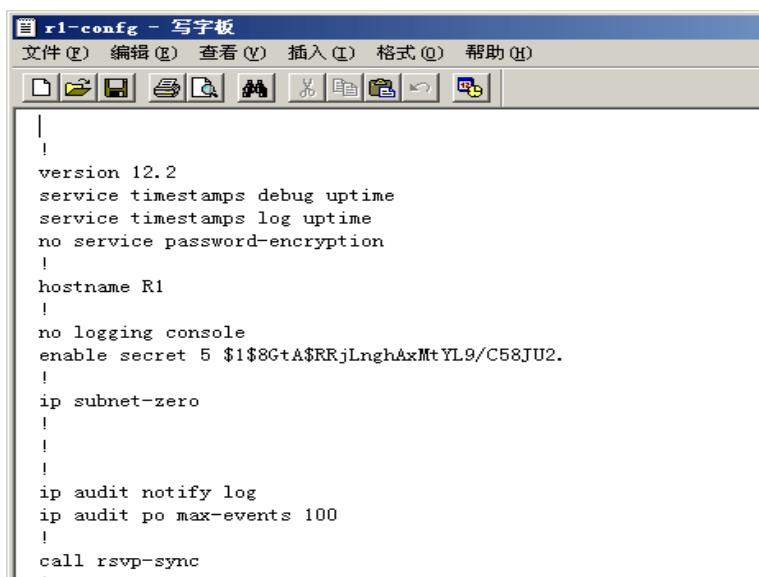 r1-confg - 写字板
文件(F) 编辑(E) 查看(V) 插入(I) 格式(O) 帮助(H)
!
version 12.2
service timestamps debug uptime
service timestamps log uptime
no service password-encryption
!
hostname R1
!
no logging console
enable secret 5 $1$8GtA$RRjLnghAxMtYL9/C58JU2.
!
ip subnet-zero
!
!
!
ip audit notify log
ip audit po max-events 100
!
call rsvp-sync